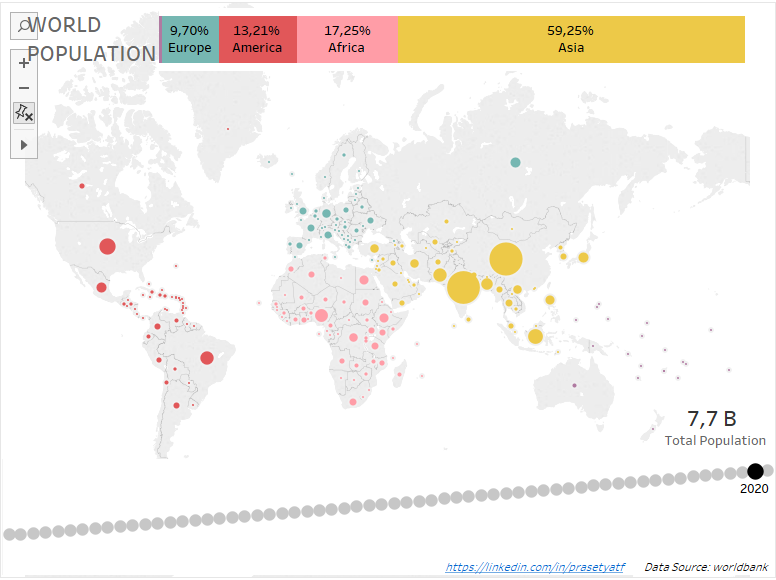 WORLD
POPULATION
9,70%
Europe
13,21%
America
17,25%
Africa
59,25%
Asia
7,7 B
Total Population
2020
https://linkedin.com/in/prasetyatf
Data Source: worldbank